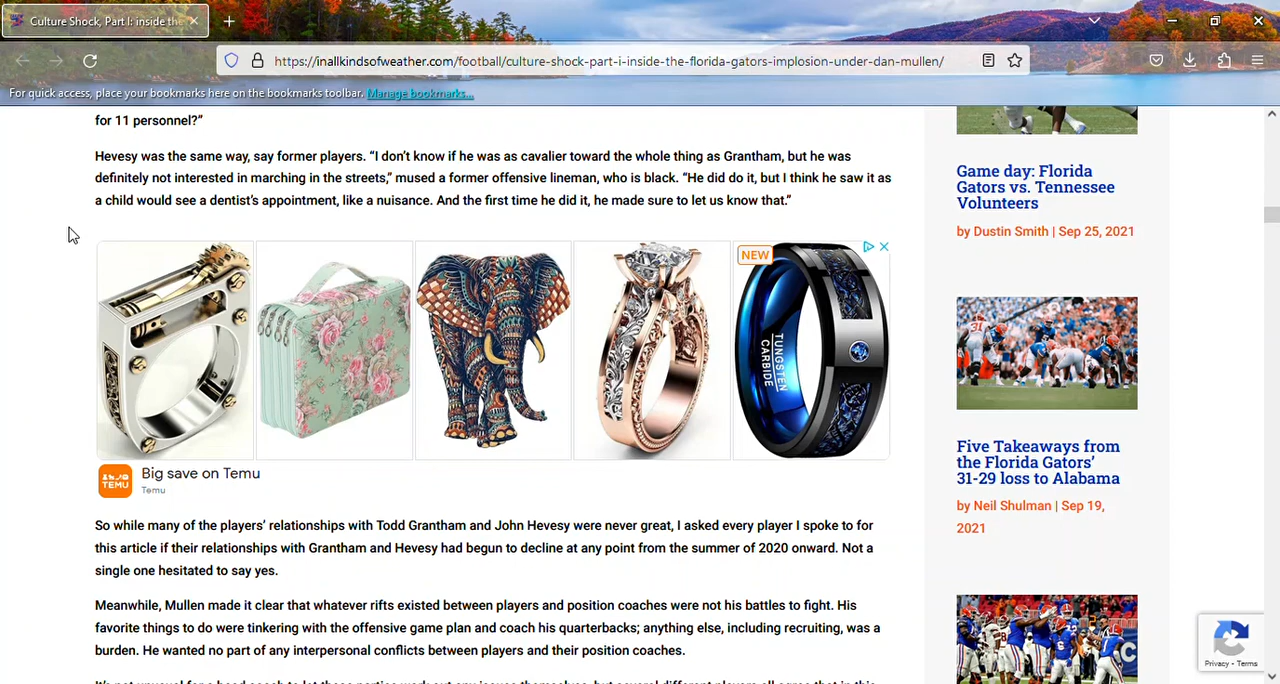 Culture Shock, Part I: inside the
https://inallkindsofweather.com/football/culture-shock-part-i-inside-the-florida-gators-implosion-under-dan-mullen/
For quick access, place your bookmarks here on the bookmarks toolbar. Manage bookmarks...
for 11 personnel?”
Hevesy was the same way, say former players. “I don’t know if he was as cavalier toward the whole thing as Grantham, but he was
definitely not interested in marching in the streets,” mused a former offensive lineman, who is black. “He did do it, but I think he saw it as
a child would see a dentist’s appointment, like a nuisance. And the first time he did it, he made sure to let us know that.”
NEW
TUNGSTEN
CARBIDE
TEMU
Big save on Temu
Temu
So while many of the players’ relationships with Todd Grantham and John Hevesy were never great, I asked every player I spoke to for
this article if their relationships with Grantham and Hevesy had begun to decline at any point from the summer of 2020 onward. Not a
single one hesitated to say yes.
Meanwhile, Mullen made it clear that whatever rifts existed between players and position coaches were not his battles to fight. His
favorite things to do were tinkering with the offensive game plan and coach his quarterbacks; anything else, including recruiting, was a
burden. He wanted no part of any interpersonal conflicts between players and their position coaches.
Game day: Florida
Gators vs. Tennessee
Volunteers
by Dustin Smith | Sep 25, 2021
31
Five Takeaways from
the Florida Gators’
31-29 loss to Alabama
by Neil Shulman | Sep 19,
2021
Privacy - Terms